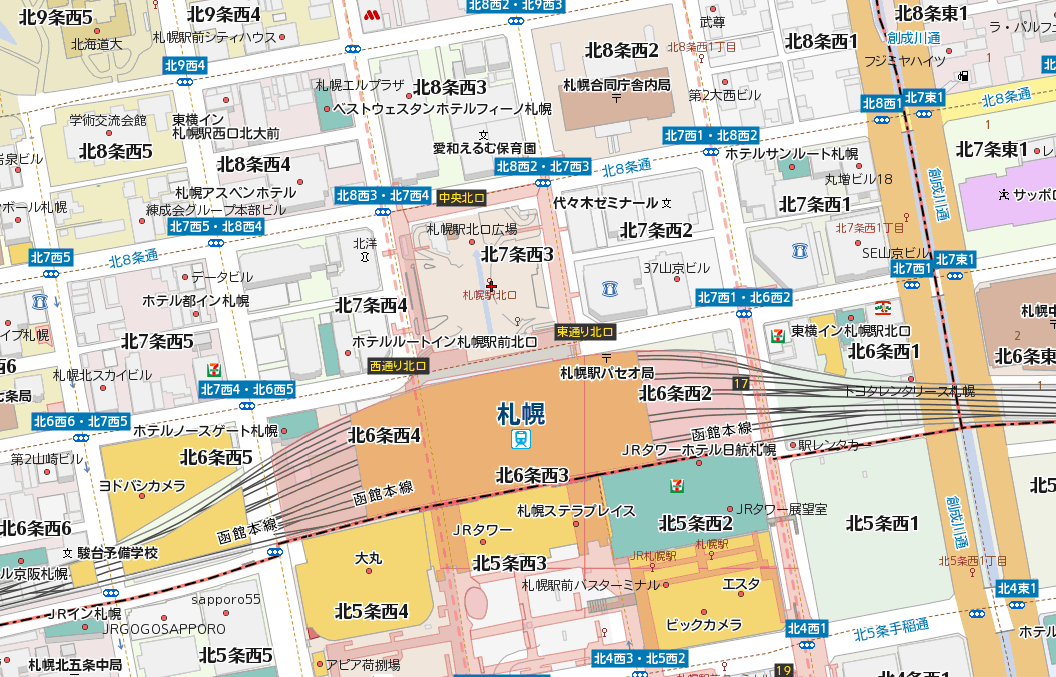 北8条西2・北9条西3
北9条西5
北9条西4
北海道大
札幌駅前シティハウス
武尊
北8条東1
創成川通
北8条西1丁目
北8条西2
北8条西1
フジミヤハイツ
北9西4
札幌エルプラザ
北8条西3
札幌合同庁舎内局
第2大西ビル
北8西1
北7東1
北8条通
ベストウェスタンホテルフィーノ札幌
学術交流会館
東横イン
札幌駅西口北大前
北8条西5
北8条西4
愛和えるむ保育園
北7西1・北8西2
ホテルサンルート札幌
北7条東1
丸増ビル18
北8西2・北7西3
北8条通
創成川通
サッポロ
札幌アスペンホテル
練成会グループ本部ビル
北8西3・北7西4
中央北口
代々木ゼミナール
北7条西1
北7条西1丁目
北7西5・北8西4
札幌駅北口広場
北7条西2
北洋
北7条西3
SE山京ビル
北7西5
北8条通
データビル
37山京ビル
北7西1
北7東1
札幌駅北口
ホテル都イン札幌
北7条西4
北7西1・北6西2
東通り北口
東横イン札幌駅北口
北7条西5
ホテルルートイン札幌駅前北口
北6条西1
北6条東
西通り北口
札幌駅パセオ局
札幌北スカイビル
北7西4・北6西5
17
北6条西2
トヨタレンタリース札幌
北6西6・北7西5
札幌
函館本線
ホテルノースゲート札幌
北6条西4
JRタワーホテル日航札幌
駅レンタカ
第2山崎ビル
北6条西5
北6条西3
ヨドバシカメラ
函館本線
函館本線
札幌ステラプレイス
JRタワー展望室
北5条西2
北5条西1
創成川通
北6条西6
JRタワー
札幌駅
JR札幌駅
駿台予備学校
大丸
北5条西3
北5条西1丁目
ル京阪札幌
札幌駅前バスターミナル
エスタ
北4東1
sapporo55
JRイン札幌
JRGOGOSAPPORO
北5条西4
ビックカメラ
北4西1
北5条手稲通
北5条西5
札幌北五条中局
アピア荷捌場
北4西3・北5西2
19
北4条西1